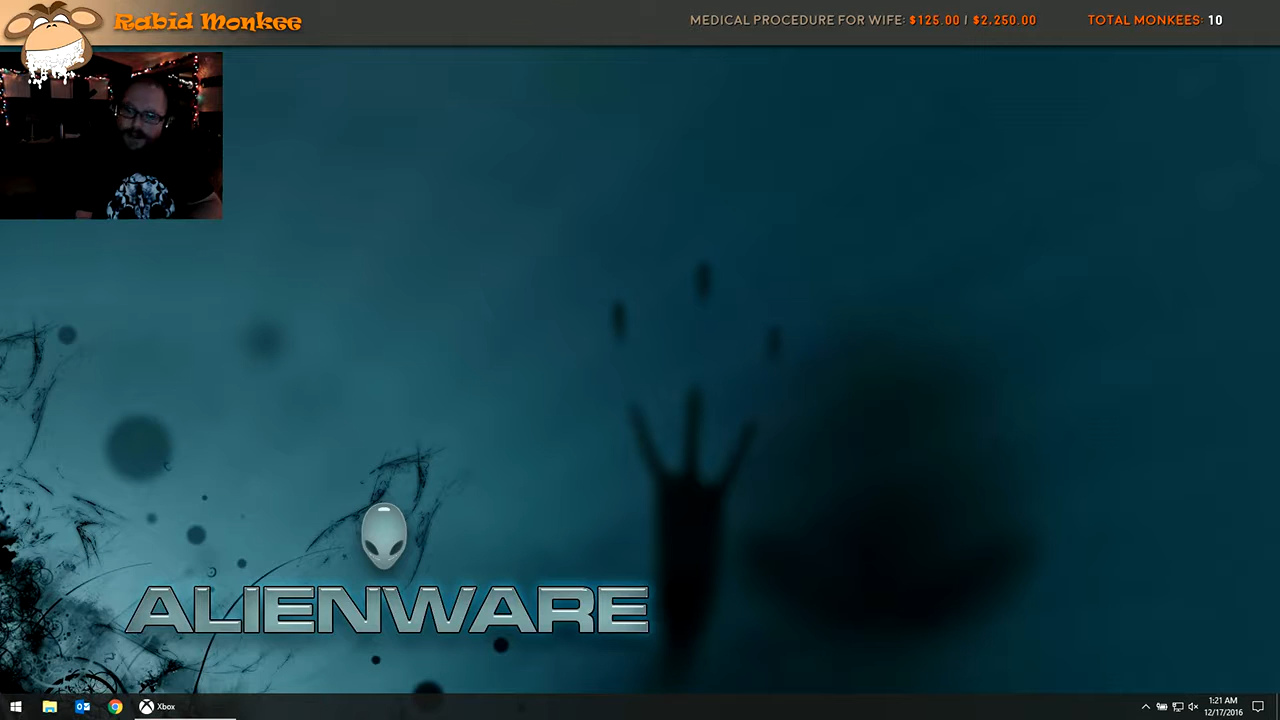 Rabid Monkee
MEDICAL PROCEDURE FOR WIFE: $125.00 | $2,250.00
TOTAL MONKEES: 10
ALIENWARE
Xbox
1:21 AM
12/17/2016